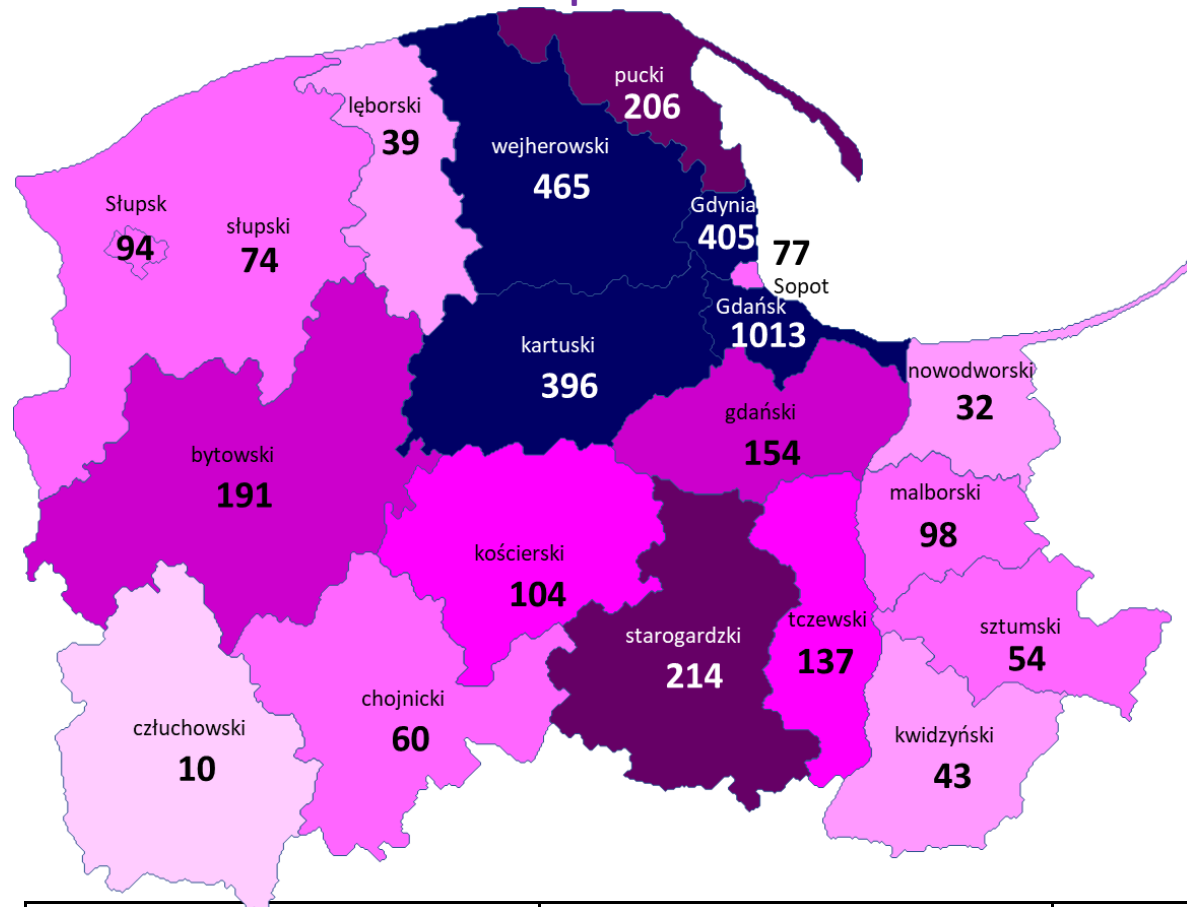 pucki
206
lęborski
39
wejherowski
465
Słupsk
94
słupski
74
Gdynia
405
77
Sopot
Gdańsk
1013
kartuski
396
nowodworski
32
gdański
154
bytowski
191
malborski
98
kościerski
104
starogardzki
214
tczewski
137
sztumski
54
chojnicki
60
człuchowski
10
kwidzyński
43